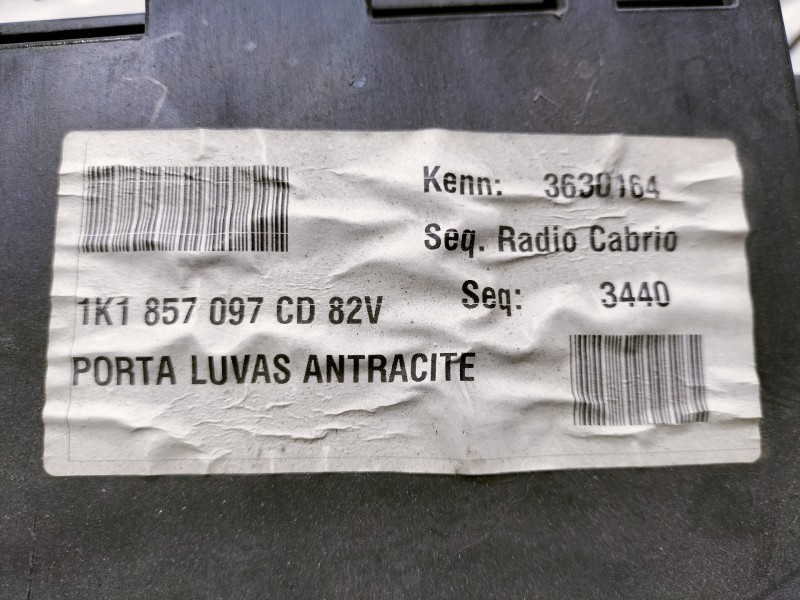 Kenn: 3630164
Seq. Radio Cabrio
1K1 857 097 CD 82V
Seq: 3440
PORTA LUVAS ANTRACITE